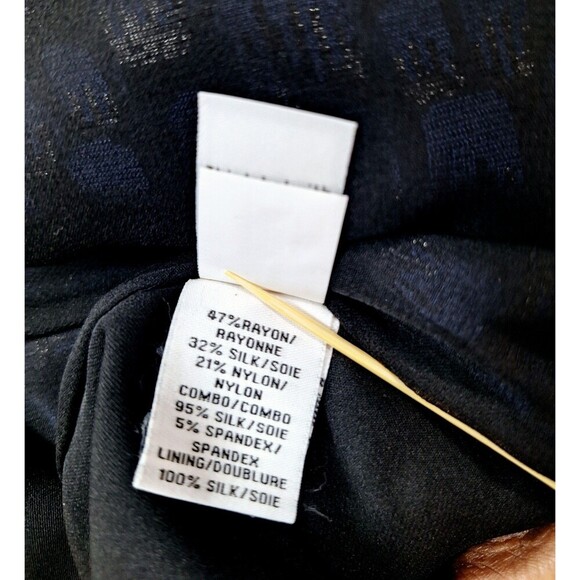 47%RAYON/
RAYONNE
32% SILK/SOIE
21% NYLON/
NYLON
COMBO/COMBO
95% SILK/SOIE
5% SPANDEX/
SPANDEX
LINING/DOUBLURE
100% SILK/SOIE